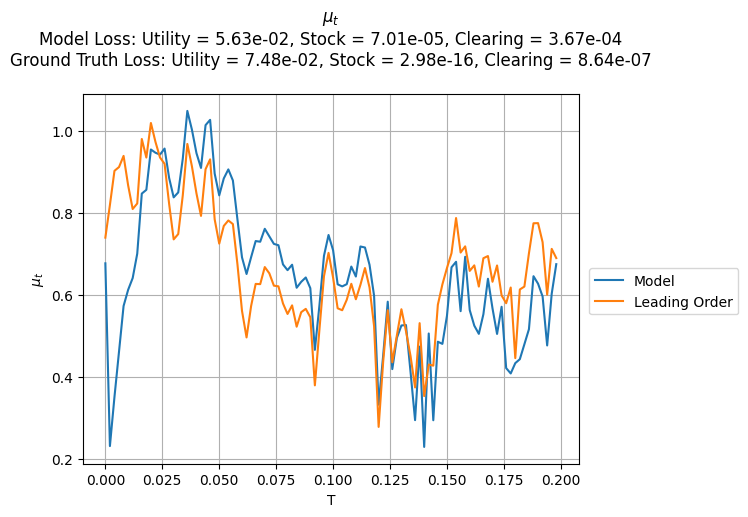 μ_t
Model Loss: Utility = 5.63e-02, Stock = 7.01e-05, Clearing = 3.67e-04
Ground Truth Loss: Utility = 7.48e-02, Stock = 2.98e-16, Clearing = 8.64e-07
1.0
0.8
0.6
0.4
0.2
μ_t
0.000 0.025 0.050 0.075 0.100 0.125 0.150 0.175 0.200
T
Model
Leading Order